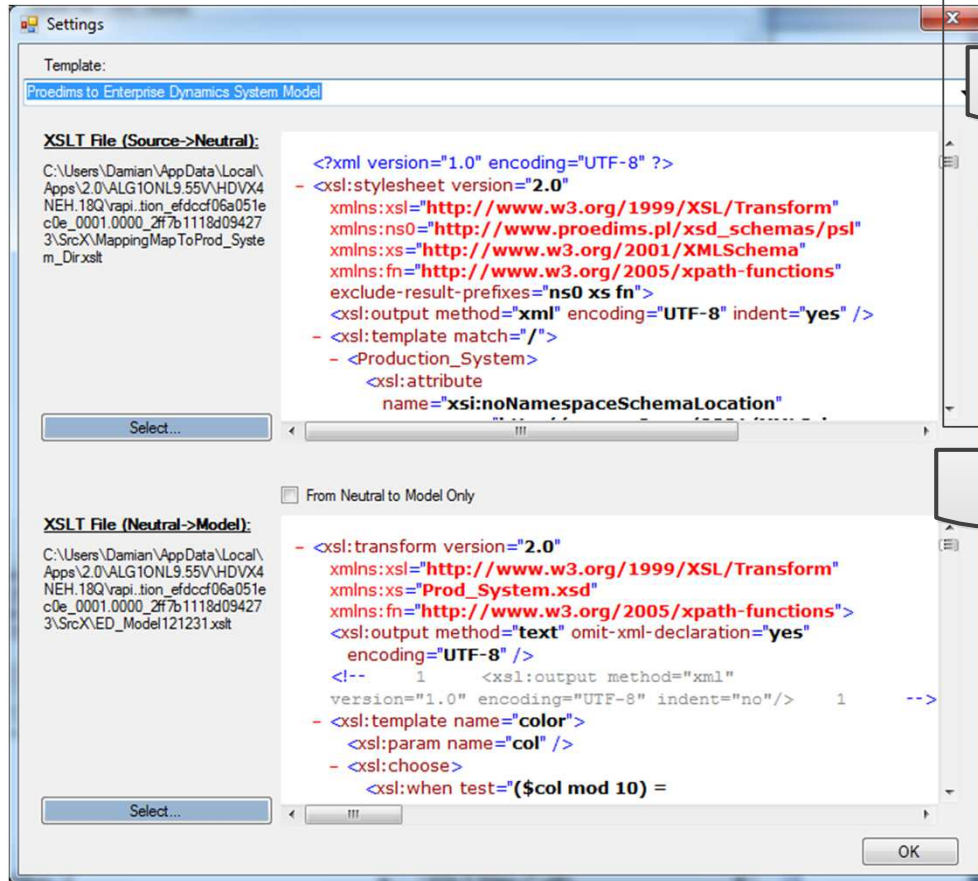 Settings
Template:
Proedims to Enterprise Dynamics System Model
XSLT File (Source->Neutral):
C:\Users\Damian\AppData\Local\
Apps\2.0\ALG1ONL9.55V\HDVX4
NEH.18Q\rapi..tion_efdccf06a051e
c0e_0001.0000_2ff7b1118d09427
3\SrcX\MappingMapToProd_Syste
m_Dir.xslt
Select...
<?xml version="1.0" encoding="UTF-8" ?>
- <xsl:stylesheet version="2.0"
xmlns:xsl="http://www.w3.org/1999/XSL/Transform"
xmlns:ns0="http://www.proedims.pl/xsd_schemas/psl"
xmlns:xs="http://www.w3.org/2001/XMLSchema"
xmlns:fn="http://www.w3.org/2005/xpath-functions"
exclude-result-prefixes="ns0 xs fn">
<xsl:output method="xml" encoding="UTF-8" indent="yes" />
- <xsl:template match="/">
- <Production_System>
<xsl:attribute
name="xsi:noNamespaceSchemaLocation"
From Neutral to Model Only
XSLT File (Neutral->Model):
C:\Users\Damian\AppData\Local\
Apps\2.0\ALG1ONL9.55V\HDVX4
NEH.18Q\rapi..tion_efdccf06a051e
c0e_0001.0000_2ff7b1118d09427
3\SrcX\ED_Model121231.xslt
Select...
- <xsl:transform version="2.0"
xmlns:xsl="http://www.w3.org/1999/XSL/Transform"
xmlns:xs="Prod_System.xsd"
xmlns:fn="http://www.w3.org/2005/xpath-functions">
<xsl:output method="text" omit-xml-declaration="yes"
encoding="UTF-8" />
<!-- 1 <xsl:output method="xml"
version="1.0" encoding="UTF-8" indent="no"/> 1 -->
- <xsl:template name="color">
<xsl:param name="col" />
- <xsl:choose>
<xsl:when test="($col mod 10) =
OK